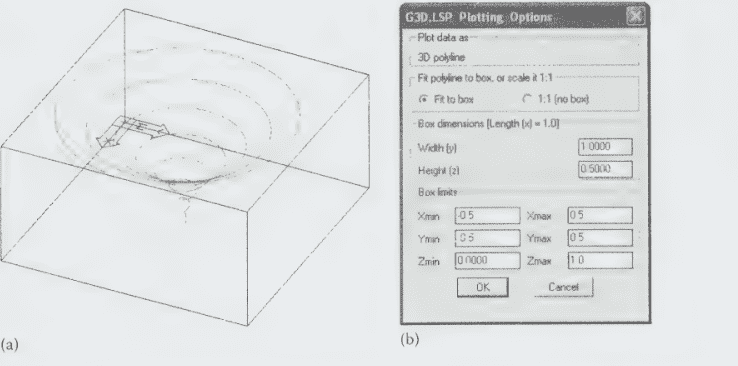 G3D.LSP Plotting Options
Plot data as
3D polyline
Fit polyline to box, or scale it 1:1
Fit to box
1:1 (no box)
Box dimensions [Length (x) = 1.0]
Width (y) 1.0000
Height (z) 0.5000
Box limits
Xmin -0.5 Xmax 0.5
Ymin -0.5 Ymax 0.5
Zmin 0.0000 Zmax 1.0
OK Cancel
(a)
(b)